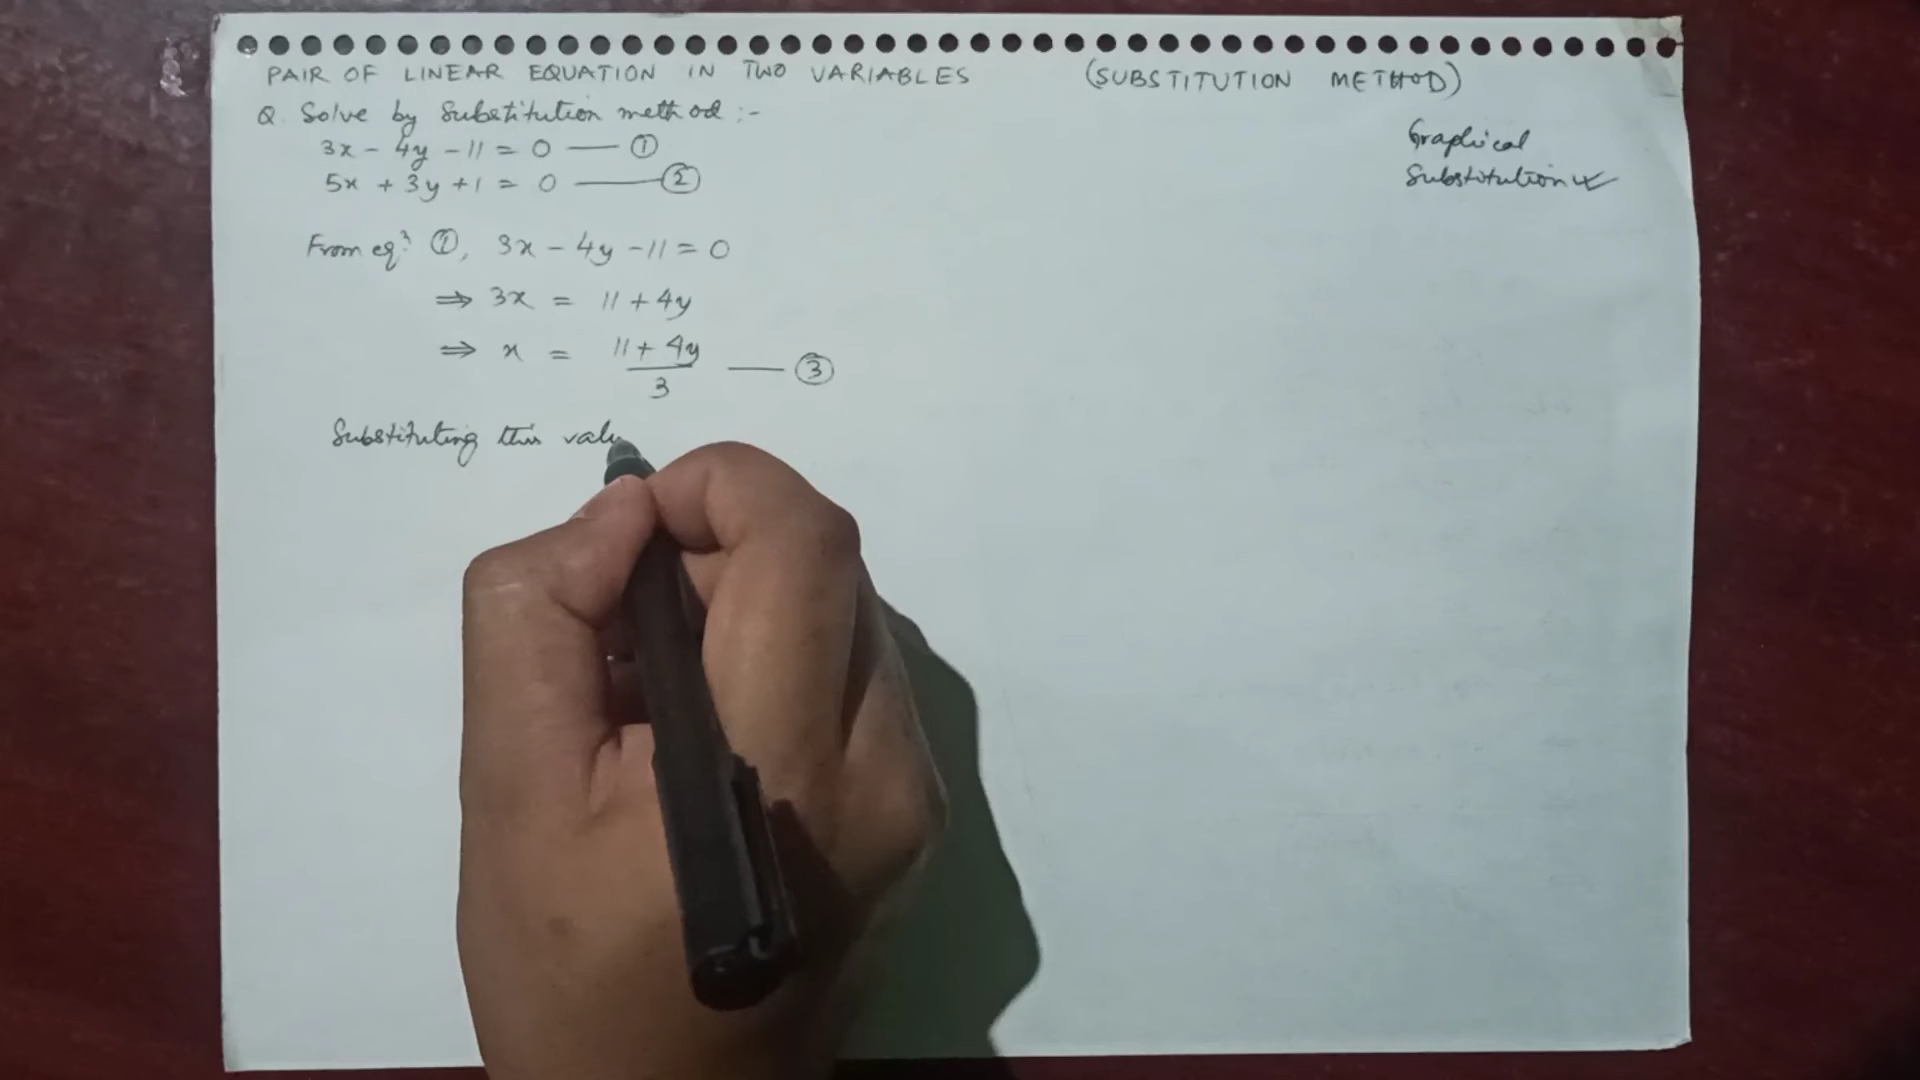 PAIR OF LINEAR EQUATION IN TWO VARIABLES (SUBSTITUTION METHOD)
Q. Solve by Substitution method :-
3x - 4y - 11 = 0 — ①
5x + 3y + 1 = 0 — ②
Graphical
Substitution ✓
From eqⁿ ①, 3x - 4y - 11 = 0
⇒ 3x = 11 + 4y
⇒ x = 11 + 4y — ③
3
Substituting this valu